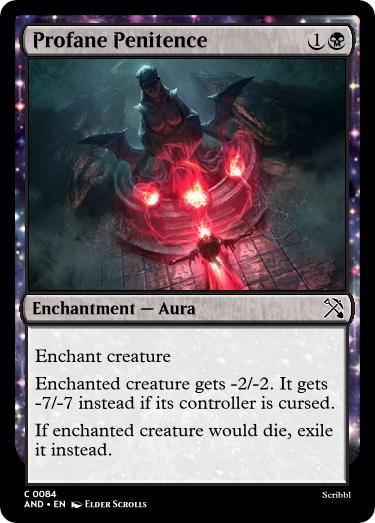 Profane Penitence 1
Enchantment — Aura
Enchant creature
Enchanted creature gets -2/-2. It gets
-7/-7 instead if its controller is cursed.
If enchanted creature would die, exile
it instead.
C 0084
AND • EN Elder Scrolls
Scribbl